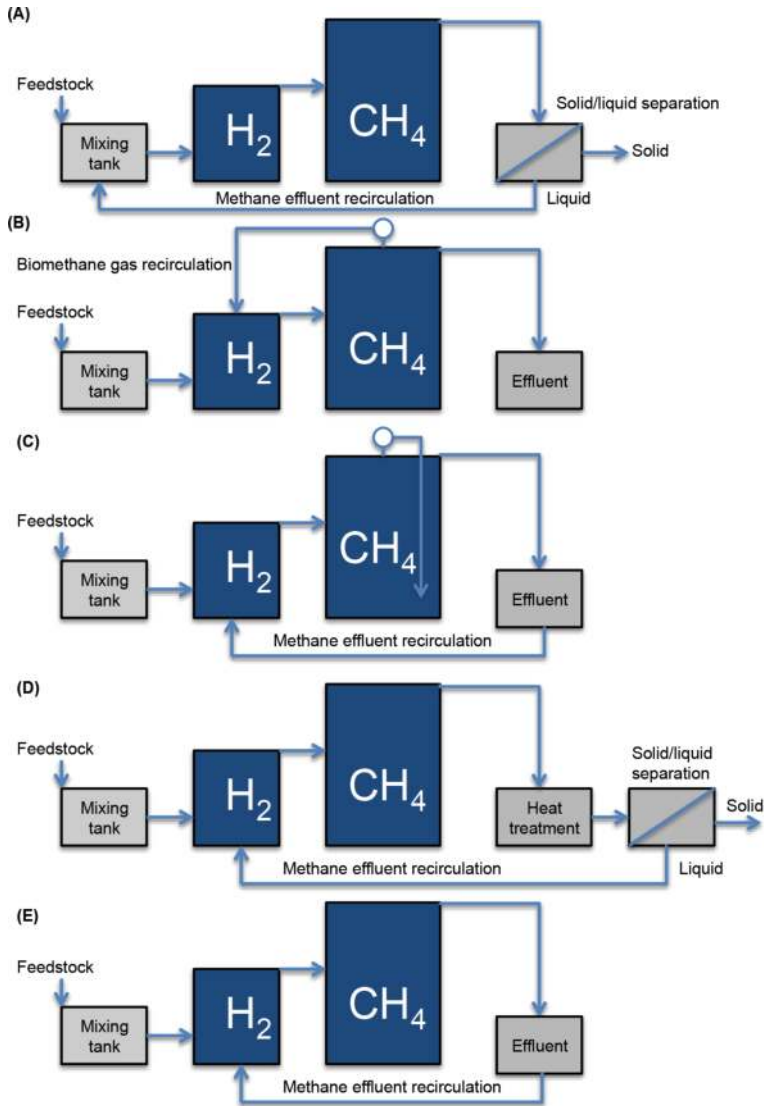 (A)
Feedstock
Mixing
tank
H2
CH4
Solid/liquid separation
Solid
Liquid
Methane effluent recirculation
(B)
Biomethane gas recirculation
Feedstock
Mixing
tank
H2
CH4
Effluent
(C)
Feedstock
Mixing
tank
H2
CH4
Effluent
Methane effluent recirculation
(D)
Feedstock
Mixing
tank
H2
CH4
Heat
treatment
Solid/liquid
separation
Solid
Liquid
Methane effluent recirculation
(E)
Feedstock
Mixing
tank
H2
CH4
Effluent
Methane effluent recirculation